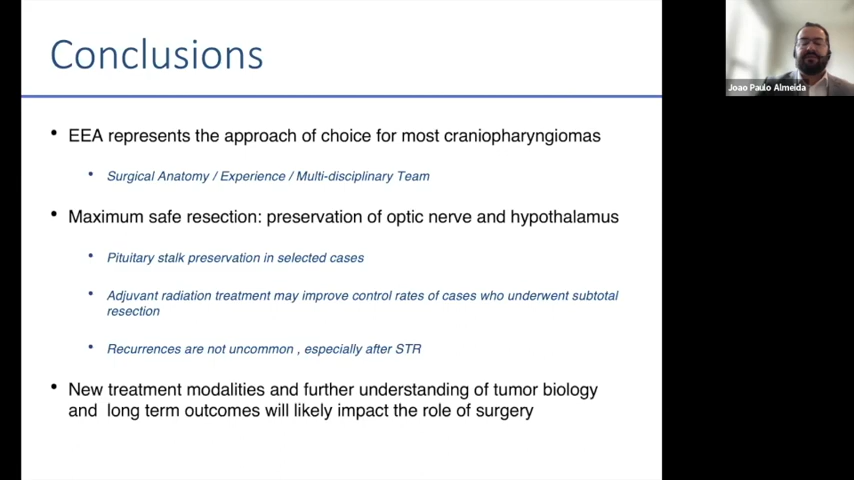 Conclusions
Joao Paulo Almeida
• EEA represents the approach of choice for most craniopharyngiomas
• Surgical Anatomy / Experience / Multi-disciplinary Team
• Maximum safe resection: preservation of optic nerve and hypothalamus
• Pituitary stalk preservation in selected cases
• Adjuvant radiation treatment may improve control rates of cases who underwent subtotal
resection
• Recurrences are not uncommon , especially after STR
• New treatment modalities and further understanding of tumor biology
and long term outcomes will likely impact the role of surgery